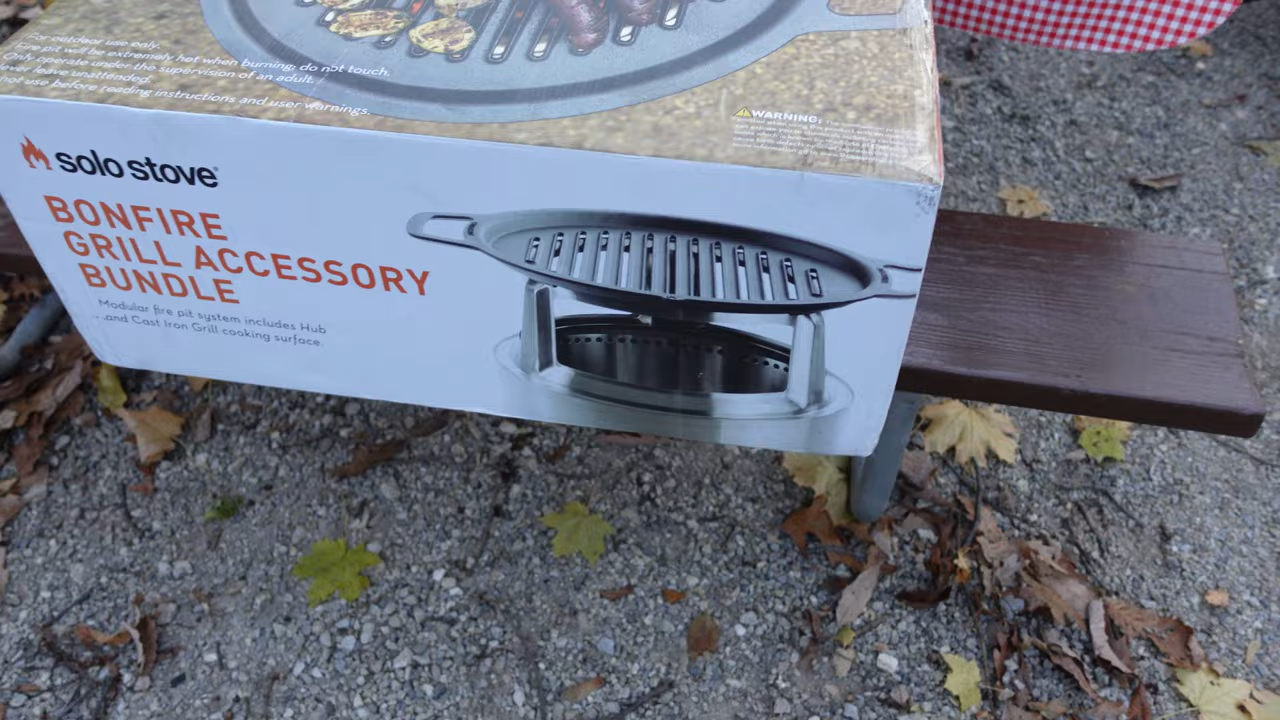 For outdoor use only.
Fire pit will be extremely hot when burning; do not touch.
Only operate under the supervision of an adult.
leave unattended.
not use before reading instructions and user warnings.
WARNING:
solo stove®
BONFIRE
GRILL ACCESSORY
BUNDLE
Modular fire pit system includes Hub
and Cast Iron Grill cooking surface.